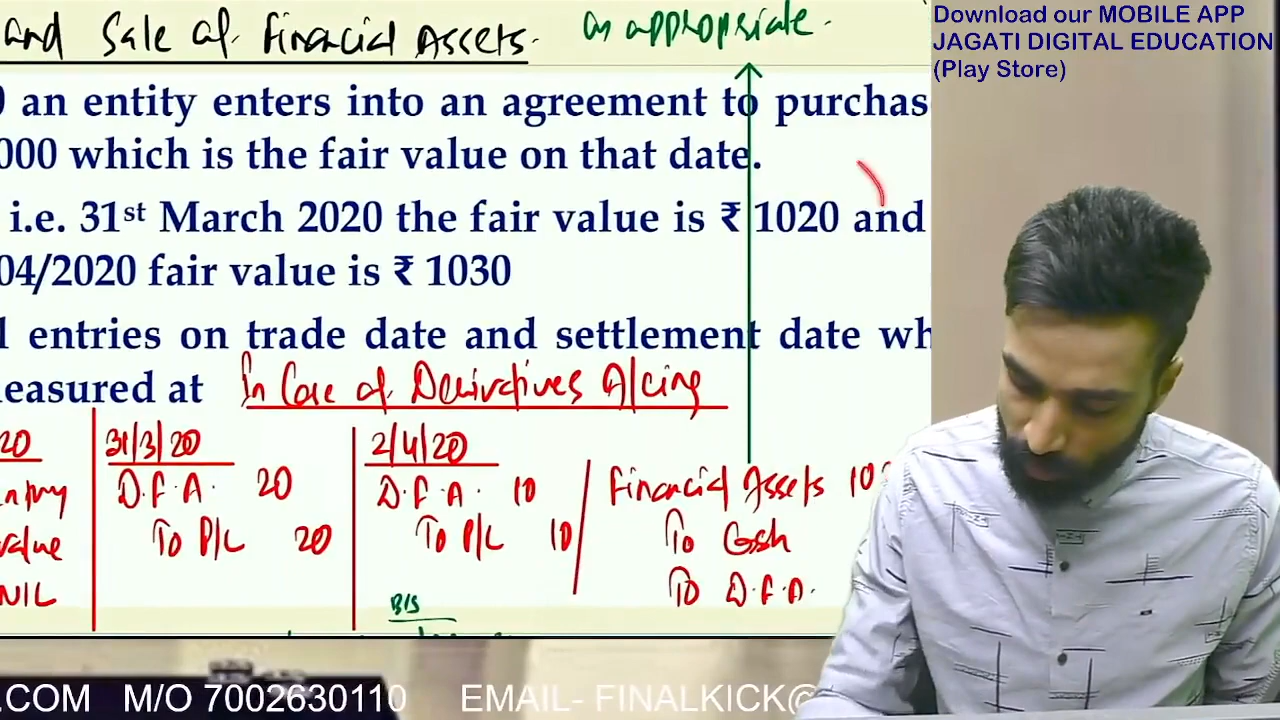 and Sale of Financial Assets.
as appropriate.
Download our MOBILE APP
JAGATI DIGITAL EDUCATION
(Play Store)
an entity enters into an agreement to purchas
000 which is the fair value on that date.
i.e. 31st March 2020 the fair value is ₹ 1020 and
04/2020 fair value is ₹ 1030
entries on trade date and settlement date wh
easured at In Case of Derivatives A/cing
20 31/3/20 2/4/20
D.F.A. 20 D.F.A. 10 Financial Assets
value To P/L 20 To P/L 10 To Cash
NIL To D.F.A.
B/S
.COM M/O 7002630110 EMAIL- FINALKICK@